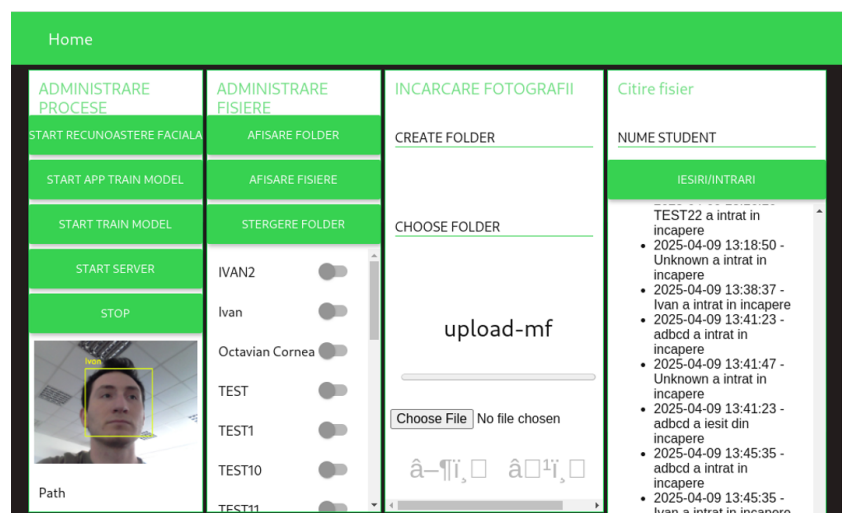 Home
ADMINISTRARE
PROCESE
START RECUNOASTERE FACIALA
START APP TRAIN MODEL
START TRAIN MODEL
START SERVER
STOP
Ivan
Path
ADMINISTRARE
FISIERE
AFISARE FOLDER
AFISARE FISIERE
STERGERE FOLDER
IVAN2
Ivan
Octavian Cornea
TEST
TEST1
TEST10
TEST11
INCARCARE FOTOGRAFII
CREATE FOLDER
CHOOSE FOLDER
upload-mf
Choose File No file chosen
Citire fisier
NUME STUDENT
IESIRI/INTRARI
TEST22 a intrat in
incapere
2025-04-09 13:18:50 -
Unknown a intrat in
incapere
2025-04-09 13:38:37 -
Ivan a intrat in incapere
2025-04-09 13:41:23 -
adbcd a intrat in
incapere
2025-04-09 13:41:47 -
Unknown a intrat in
incapere
2025-04-09 13:41:23 -
adbcd a iesit din
incapere
2025-04-09 13:45:35 -
adbcd a intrat in
incapere
2025-04-09 13:45:35 -
Ivan a intrat in incapere